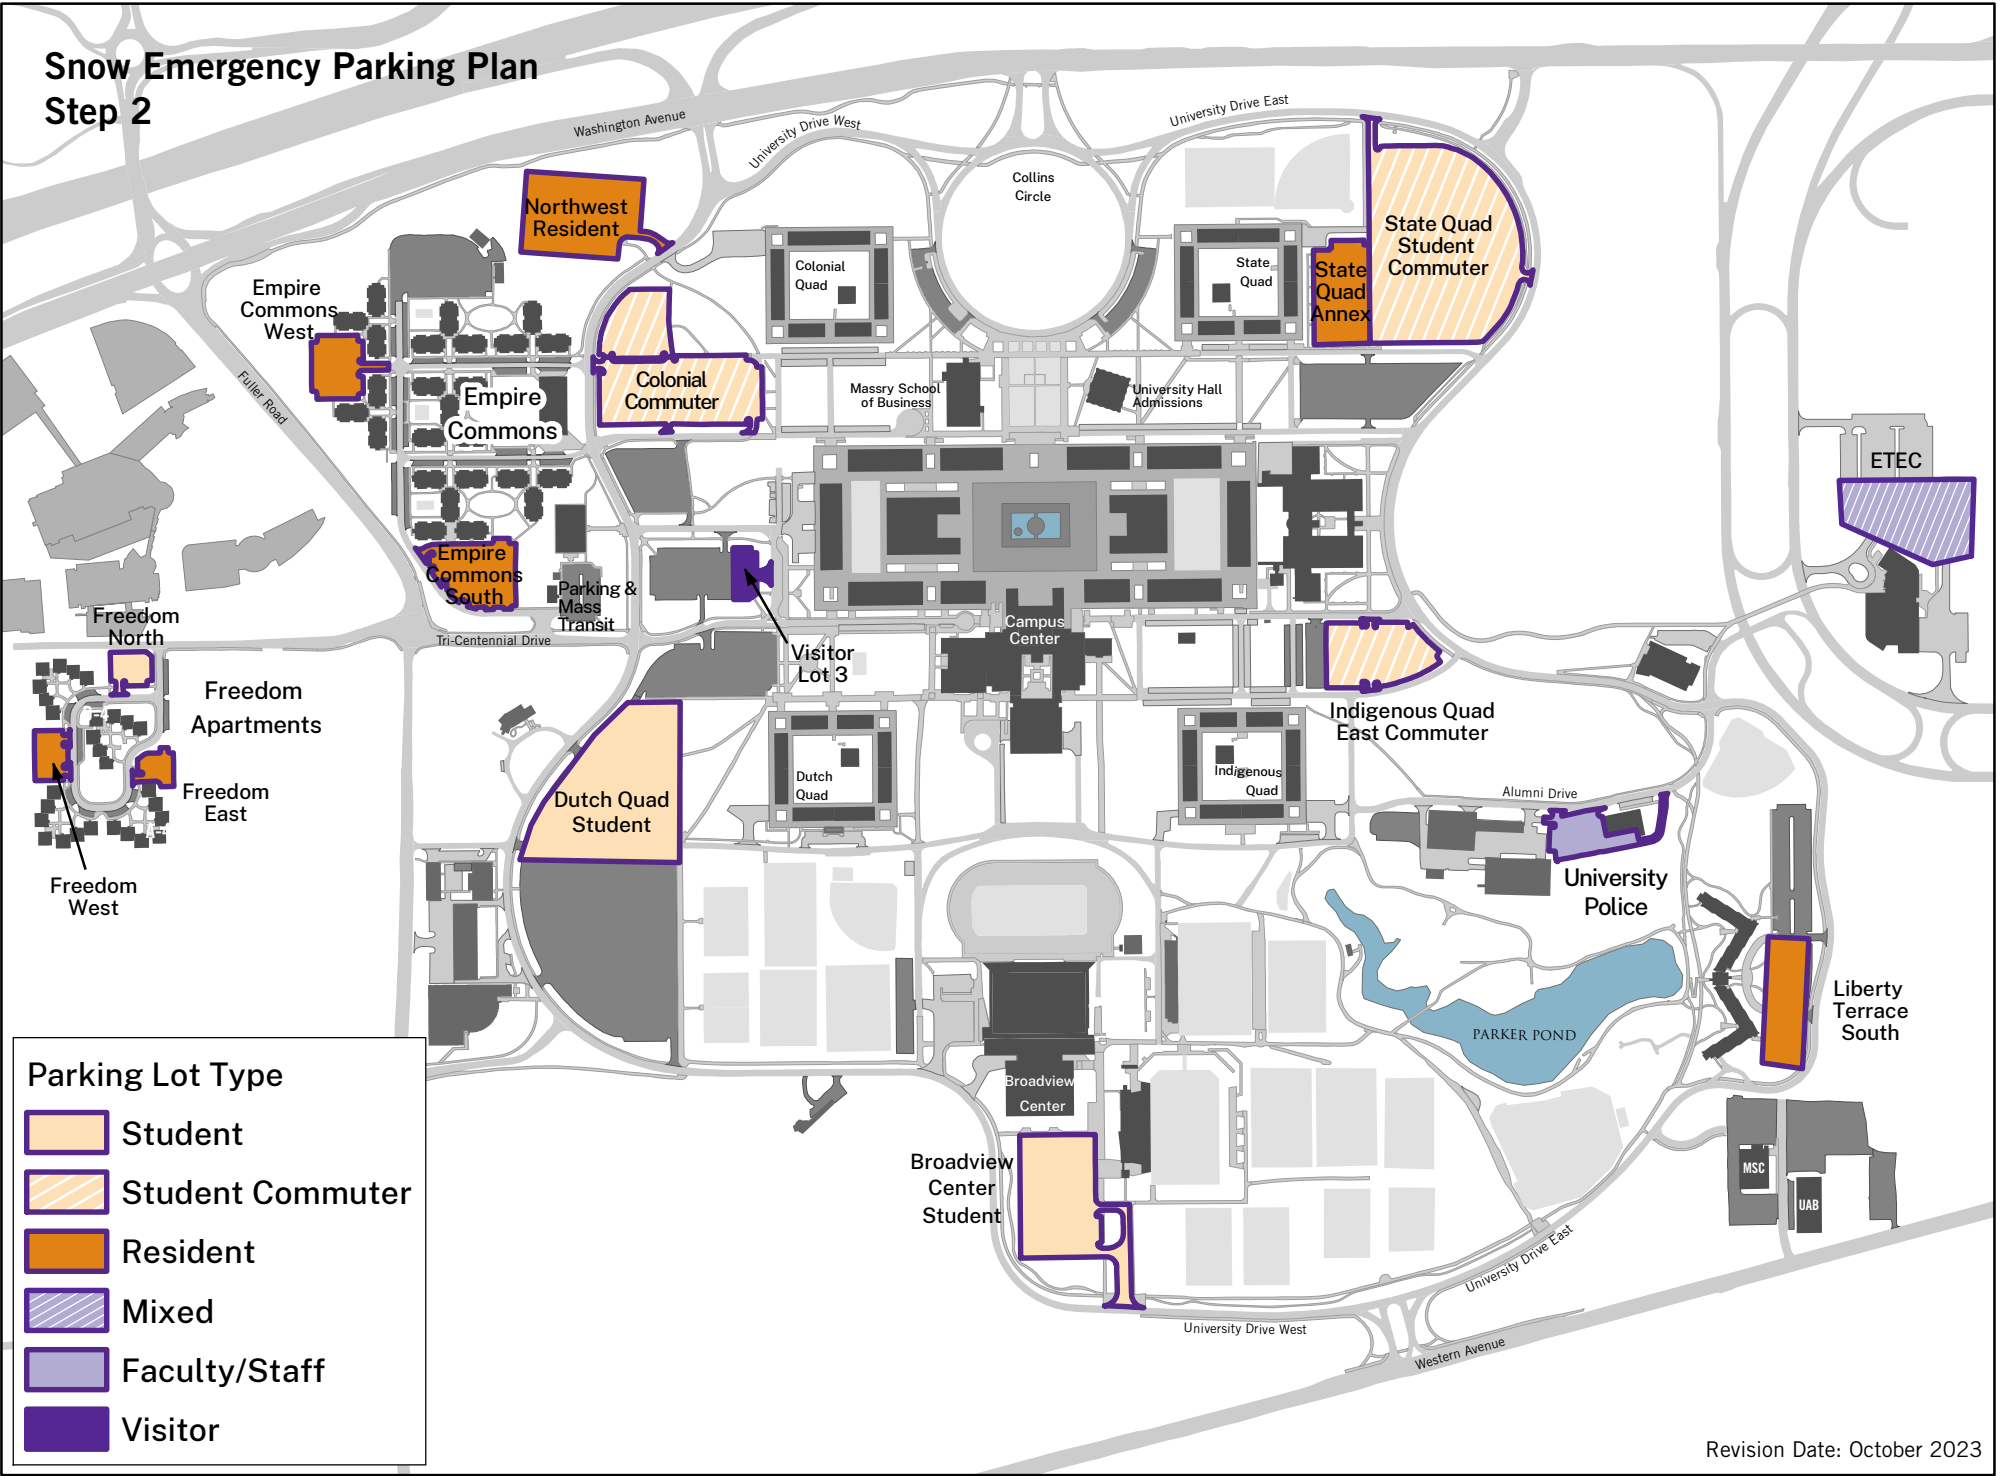 Snow Emergency Parking Plan
Step 2
Washington Avenue
University Drive West
University Drive East
Collins
Circle
Northwest
Resident
State Quad
Student
Commuter
Colonial
Quad
State
Quad
State
Quad
Annex
Empire
Commons
West
Fuller Road
Empire
Commons
Colonial
Commuter
Massry School
of Business
University Hall
Admissions
ETEC
Empire
Commons
South
Parking &
Mass
Transit
Freedom
North
Tri-Centennial Drive
Campus
Center
Visitor
Lot 3
Freedom
Apartments
Indigenous Quad
East Commuter
Dutch
Quad
Indigenous
Quad
Freedom
East
Dutch Quad
Student
Alumni Drive
University
Police
Freedom
West
Liberty
Terrace
South
PARKER POND
Parking Lot Type
Student
Student Commuter
Resident
Mixed
Faculty/Staff
Visitor
Broadview
Center
Broadview
Center
Student
MSC
UAB
University Drive East
University Drive West
Western Avenue
Revision Date: October 2023